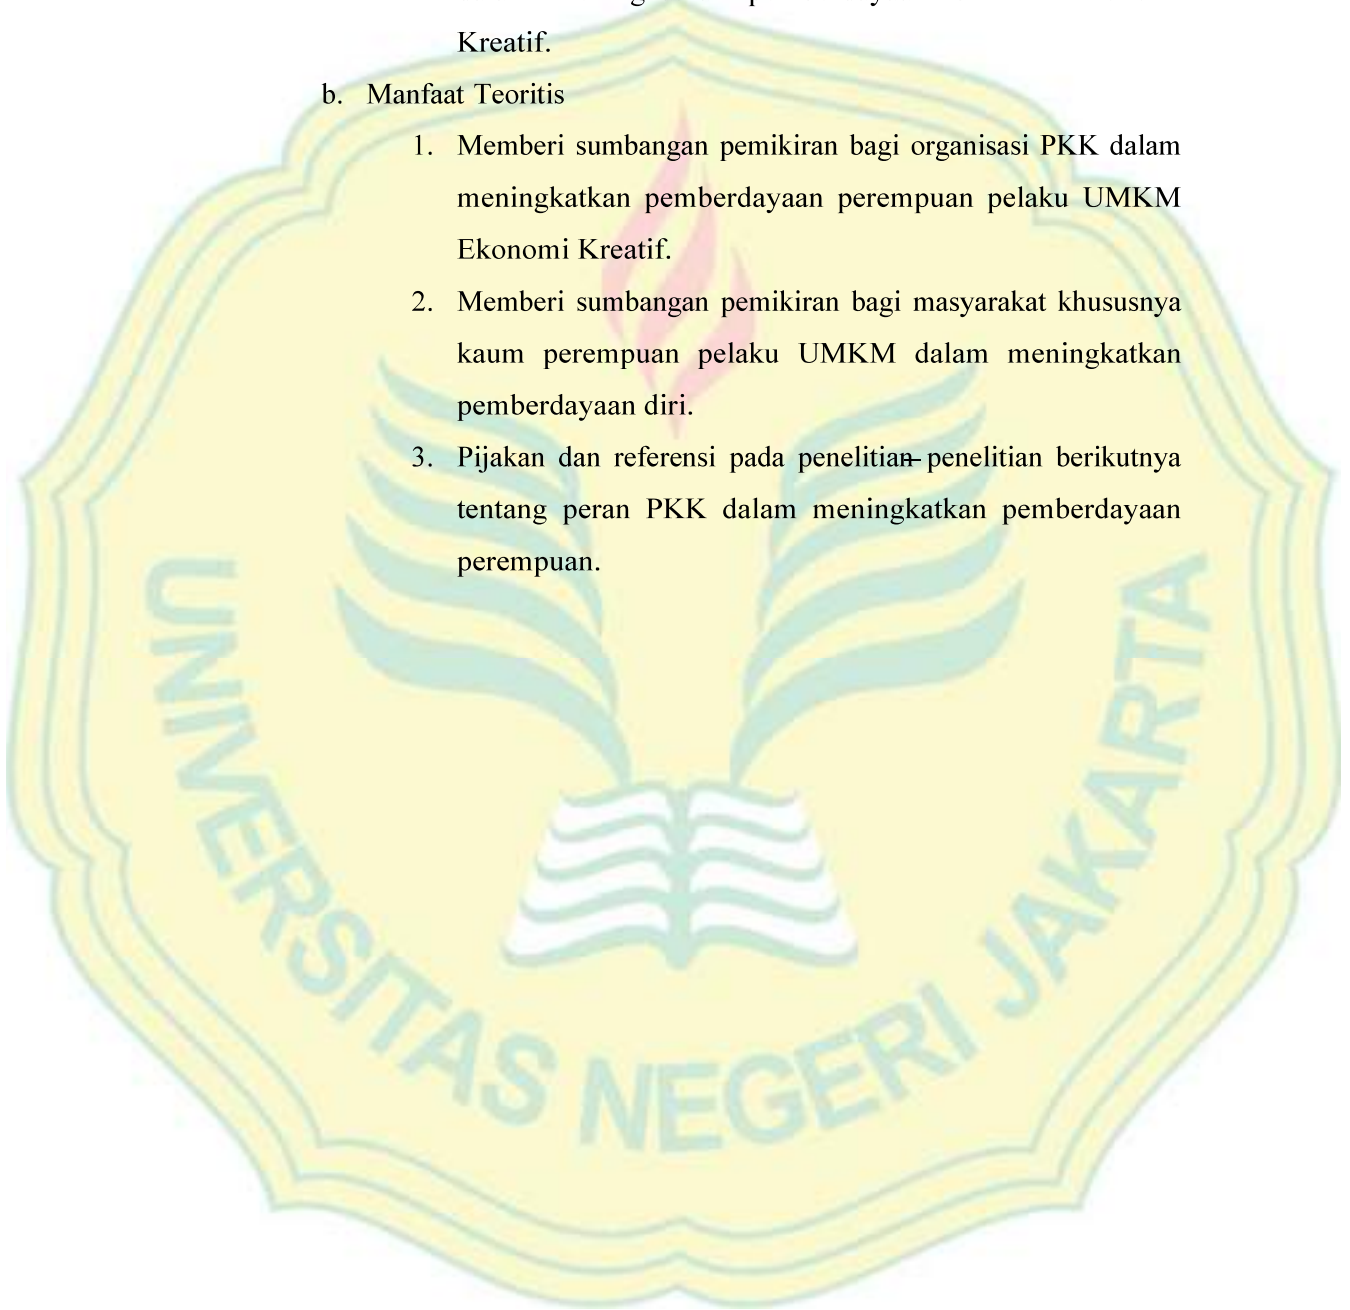 Kreatif.
b. Manfaat Teoritis
1. Memberi sumbangan pemikiran bagi organisasi PKK dalam
meningkatkan pemberdayaan perempuan pelaku UMKM
Ekonomi Kreatif.
2. Memberi sumbangan pemikiran bagi masyarakat khususnya
kaum perempuan pelaku UMKM dalam meningkatkan
pemberdayaan diri.
3. Pijakan dan referensi pada penelitian–penelitian berikutnya
tentang peran PKK dalam meningkatkan pemberdayaan
perempuan.
UNIVERSITAS NEGERI JAKARTA